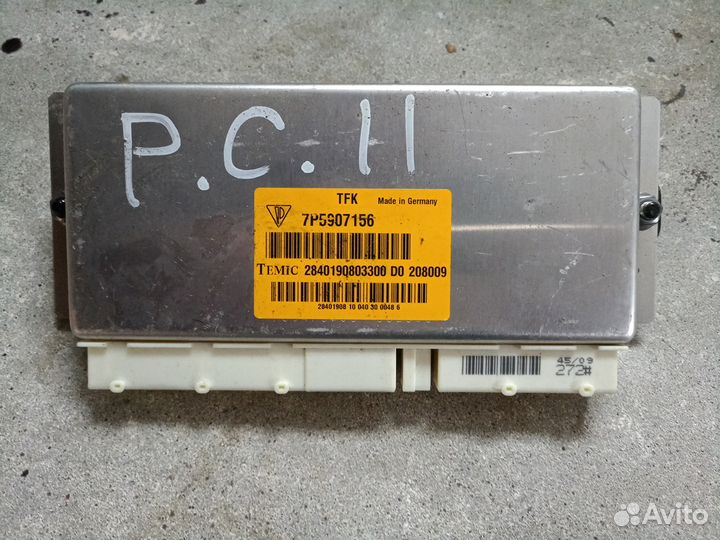 P.C.11
TFK Made in Germany
7P5907156
TEMIC 2840190803300 D0 208009
28401908 10 040 30 0048 6
45/09
272#
Avito